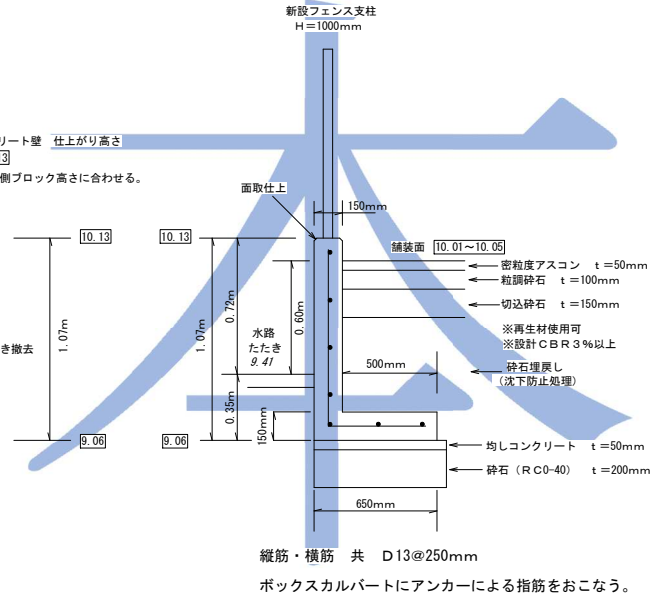 新設フェンス支柱
H＝1000mm
リート壁　仕上がり高さ
側ブロック高さに合わせる。
面取仕上
150mm
10.13
10.13
舗装面　10.01～10.05
密粒度アスコン　ｔ＝50mm
粒調砕石　ｔ＝100mm
切込砕石　ｔ＝150mm
※再生材使用可
※設計ＣＢＲ３％以上
1.07m
1.07m
0.72m
0.60m
水路
たたき
9.41
き撤去
500mm
砕石埋戻し
（沈下防止処理）
0.35m
150mm
9.06
9.06
均しコンクリート　ｔ＝50mm
砕石（ＲＣ0-40）　ｔ＝200mm
650mm
縦筋・横筋　共　Ｄ13@250mm
ボックスカルバートにアンカーによる指筋をおこなう。